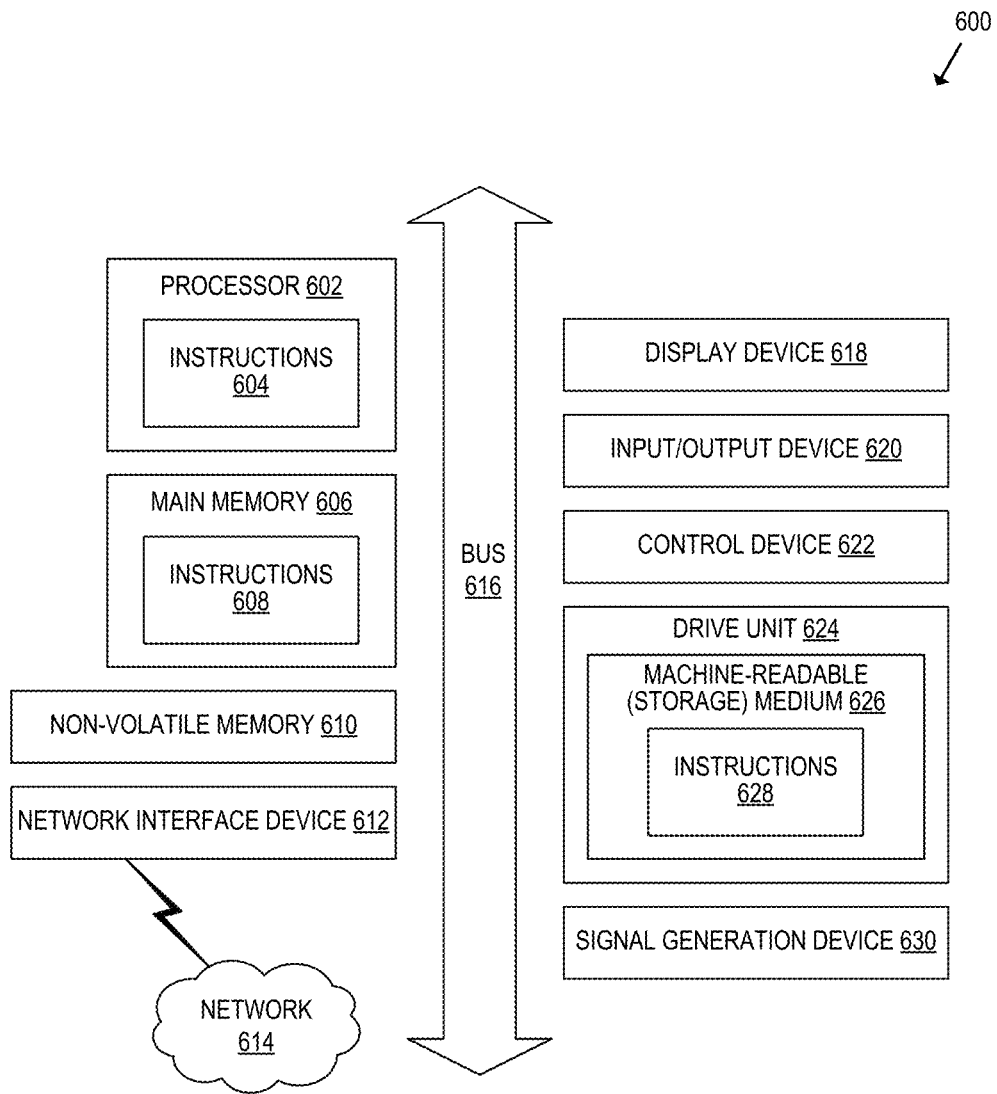 600
PROCESSOR 602
INSTRUCTIONS
604
MAIN MEMORY 606
INSTRUCTIONS
608
NON-VOLATILE MEMORY 610
NETWORK INTERFACE DEVICE 612
NETWORK
614
BUS
616
DISPLAY DEVICE 618
INPUT/OUTPUT DEVICE 620
CONTROL DEVICE 622
DRIVE UNIT 624
MACHINE-READABLE
(STORAGE) MEDIUM 626
INSTRUCTIONS
628
SIGNAL GENERATION DEVICE 630